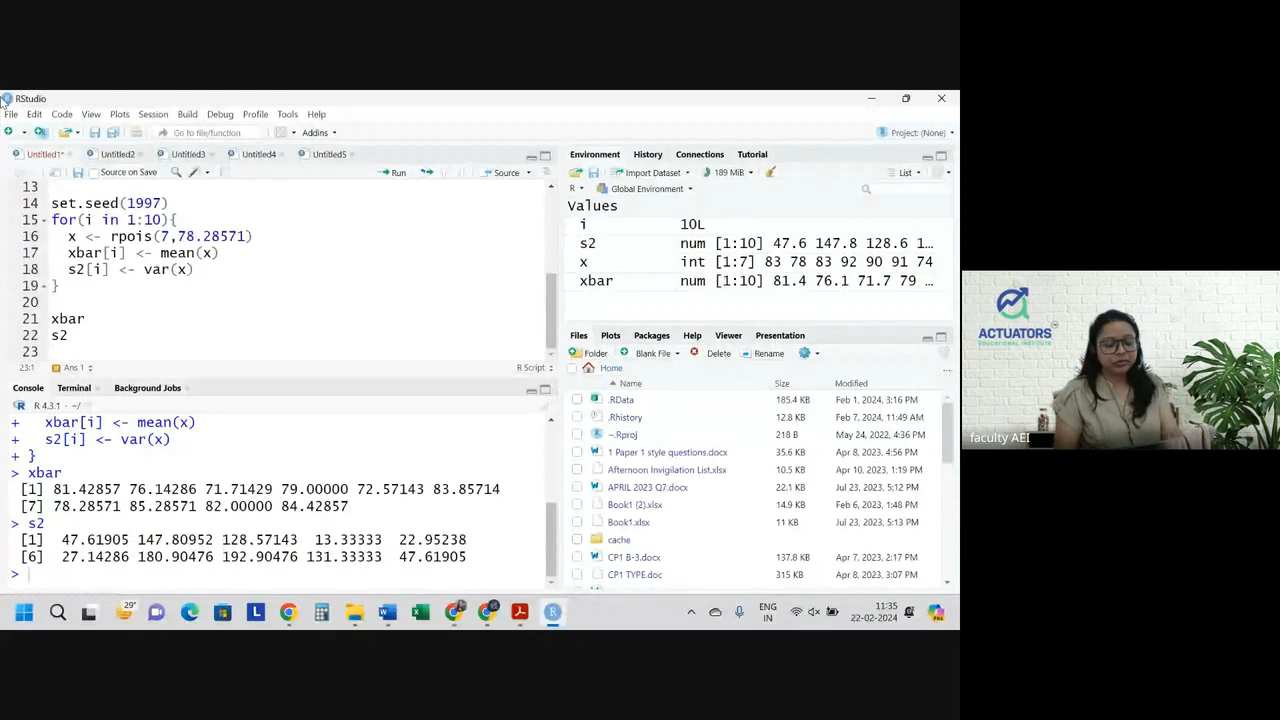 RStudio
File Edit Code View Plots Session Build Debug Profile Tools Help
Go to file/function Addins Project: (None)
Untitled1* Untitled2 Untitled3 Untitled4 Untitled5
Source on Save Run Source
13
14 set.seed(1997)
15 for(i in 1:10){
16 x <- rpois(7,78.28571)
17 xbar[i] <- mean(x)
18 s2[i] <- var(x)
19 }
20
21 xbar
22 s2
23
23:1 Ans 1 R Script
Console Terminal Background Jobs
R 4.3.1 · ~/
+ xbar[i] <- mean(x)
+ s2[i] <- var(x)
+ }
> xbar
[1] 81.42857 76.14286 71.71429 79.00000 72.57143 83.85714
[7] 78.28571 85.28571 82.00000 84.42857
> s2
[1] 47.61905 147.80952 128.57143 13.33333 22.95238
[6] 27.14286 180.90476 192.90476 131.33333 47.61905
>
Environment History Connections Tutorial
Import Dataset 189 MiB List
R Global Environment
Values
i 10L
s2 num [1:10] 47.6 147.8 128.6 1…
x int [1:7] 83 78 83 92 90 91 74
xbar num [1:10] 81.4 76.1 71.7 79 …
Files Plots Packages Help Viewer Presentation
Folder Blank File Delete Rename
Home
Name Size Modified
.RData 185.4 KB Feb 1, 2024, 3:16 PM
.Rhistory 12.8 KB Feb 7, 2024, 11:49 AM
~.Rproj 218 B May 24, 2022, 4:36 PM
1 Paper 1 style questions.docx 35.6 KB Apr 8, 2023, 4:56 PM
Afternoon Invigilation List.xlsx 10.5 KB Apr 10, 2023, 1:19 PM
APRIL 2023 Q7.docx 22.1 KB Jul 23, 2023, 5:12 PM
Book1 (2).xlsx 14.9 KB Feb 6, 2023, 1:48 PM
Book1.xlsx 11 KB Jul 23, 2023, 5:13 PM
cache
CP1 B-3.docx 137.8 KB Apr 7, 2023, 2:17 PM
CP1 TYPE.doc 315 KB Apr 8, 2023, 3:07 PM
29° ENG IN 11:35 22-02-2024
ACTUATORS
EDUCATIONAL INSTITUTE
faculty AEI